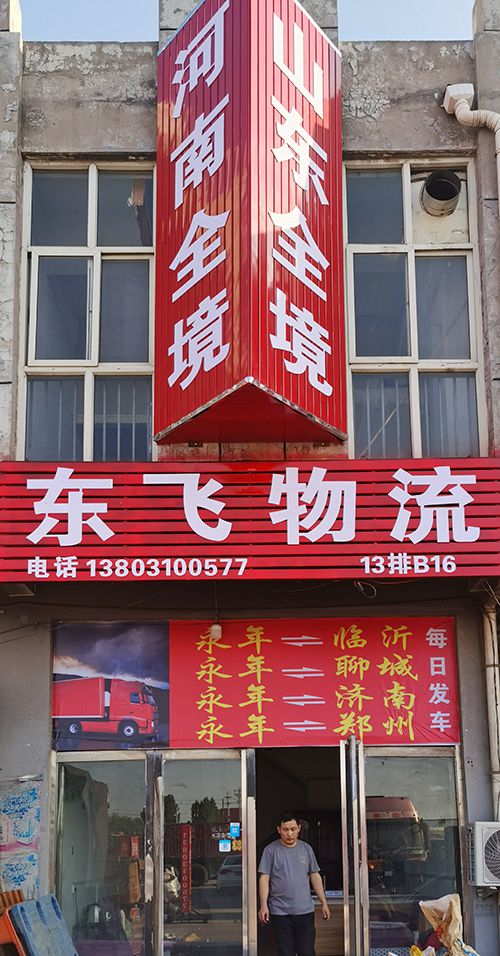 河南全境
山东全境
东飞物流
电话 13803100577
13排B16
永年⇌临沂
永年⇌聊城
永年⇌济南
永年⇌郑州
每日发车
13803100577